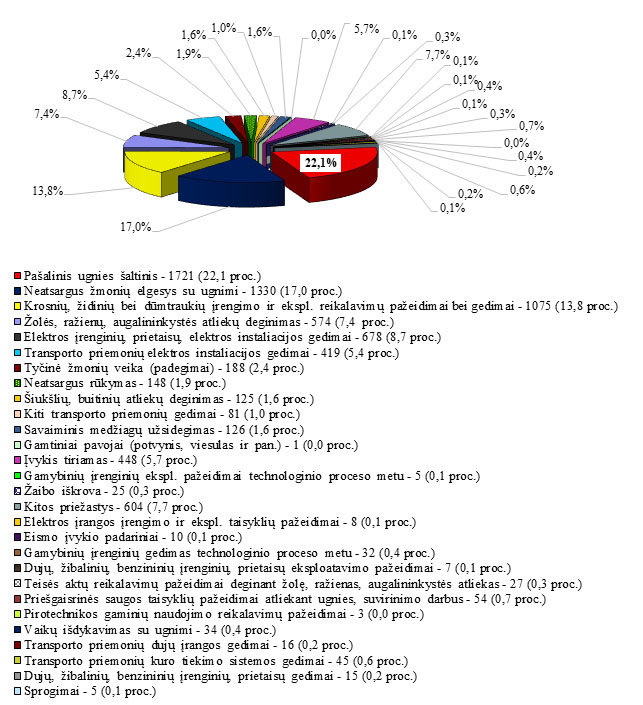 1,6%
1,0%
1,6%
0,0%
5,7%
0,1%
0,3%
2,4%
1,9%
7,7%
0,1%
5,4%
0,1%
0,4%
8,7%
0,1%
7,4%
0,3%
0,7%
0,0%
0,4%
22,1%
0,2%
13,8%
0,2%
0,6%
0,1%
17,0%
Pašalinis ugnies šaltinis - 1721 (22,1 proc.)
Neatsargus žmonių elgesys su ugnimi - 1330 (17,0 proc.)
Krosnių, židinių bei dūmtraukių įrengimo ir ekspl. reikalavimų pažeidimai bei gedimai - 1075 (13,8 proc.)
Žolės, ražienų, augalininkystės atliekų deginimas - 574 (7,4 proc.)
Elektros įrenginių, prietaisų, elektros instaliacijos gedimai - 678 (8,7 proc.)
Transporto priemonių elektros instaliacijos gedimai - 419 (5,4 proc.)
Tyčinė žmonių veika (padegimai) - 188 (2,4 proc.)
Neatsargus rūkymas - 148 (1,9 proc.)
Šiukšlių, buitinių atliekų deginimas - 125 (1,6 proc.)
Kiti transporto priemonių gedimai - 81 (1,0 proc.)
Savaiminis medžiagų užsidegimas - 126 (1,6 proc.)
Gamtiniai pavojai (potvynis, viesulas ir pan.) - 1 (0,0 proc.)
Įvykis tiriamas - 448 (5,7 proc.)
Gamybinių įrenginių ekspl. pažeidimai technologinio proceso metu - 5 (0,1 proc.)
Žaibo iškrova - 25 (0,3 proc.)
Kitos priežastys - 604 (7,7 proc.)
Elektros įrangos įrengimo ir ekspl. taisyklių pažeidimai - 8 (0,1 proc.)
Eismo įvykio padariniai - 10 (0,1 proc.)
Gamybinių įrenginių gedimas technologinio proceso metu - 32 (0,4 proc.)
Dujų, žibalinių, benzininių įrenginių, prietaisų eksploatavimo pažeidimai - 7 (0,1 proc.)
Teisės aktų reikalavimų pažeidimai deginant žolę, ražienas, augalininkystės atliekas - 27 (0,3 proc.)
Priešgaisrinės saugos taisyklių pažeidimai atliekant ugnies, suvirinimo darbus - 54 (0,7 proc.)
Pirotechnikos gaminių naudojimo reikalavimų pažeidimai - 3 (0,0 proc.)
Vaikų išdykavimas su ugnimi - 34 (0,4 proc.)
Transporto priemonių dujų įrangos gedimai - 16 (0,2 proc.)
Transporto priemonių kuro tiekimo sistemos gedimai - 45 (0,6 proc.)
Dujų, žibalinių, benzininių įrenginių, prietaisų gedimai - 15 (0,2 proc.)
Sprogimai - 5 (0,1 proc.)